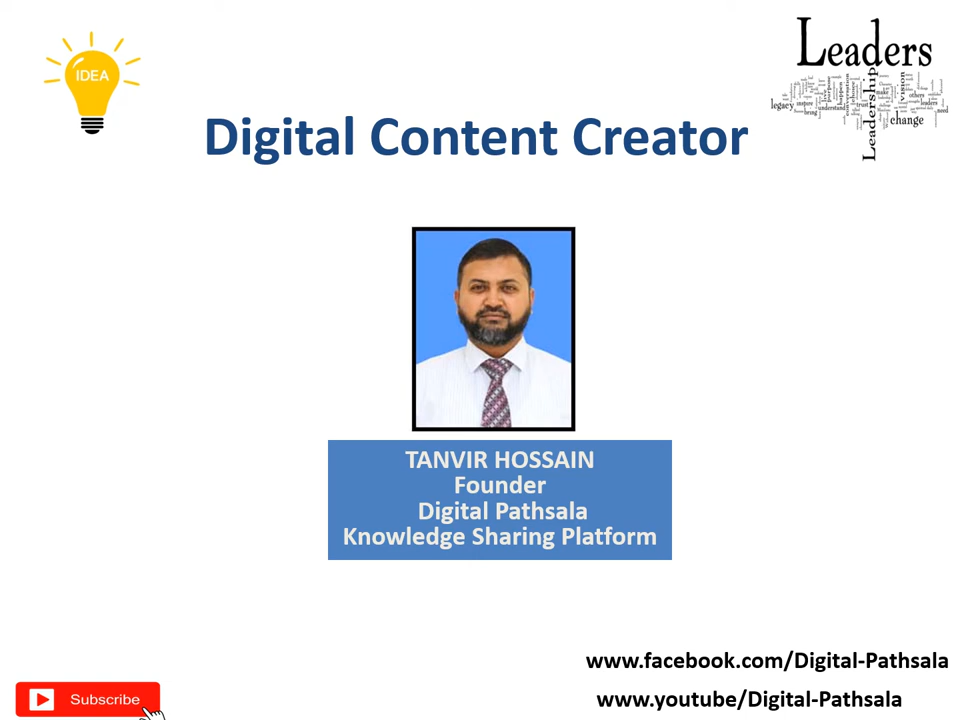 IDEA
Leaders
legacy
Leadership
vision
change
Digital Content Creator
TANVIR HOSSAIN
Founder
Digital Pathsala
Knowledge Sharing Platform
www.facebook.com/Digital-Pathsala
Subscribe
www.youtube/Digital-Pathsala